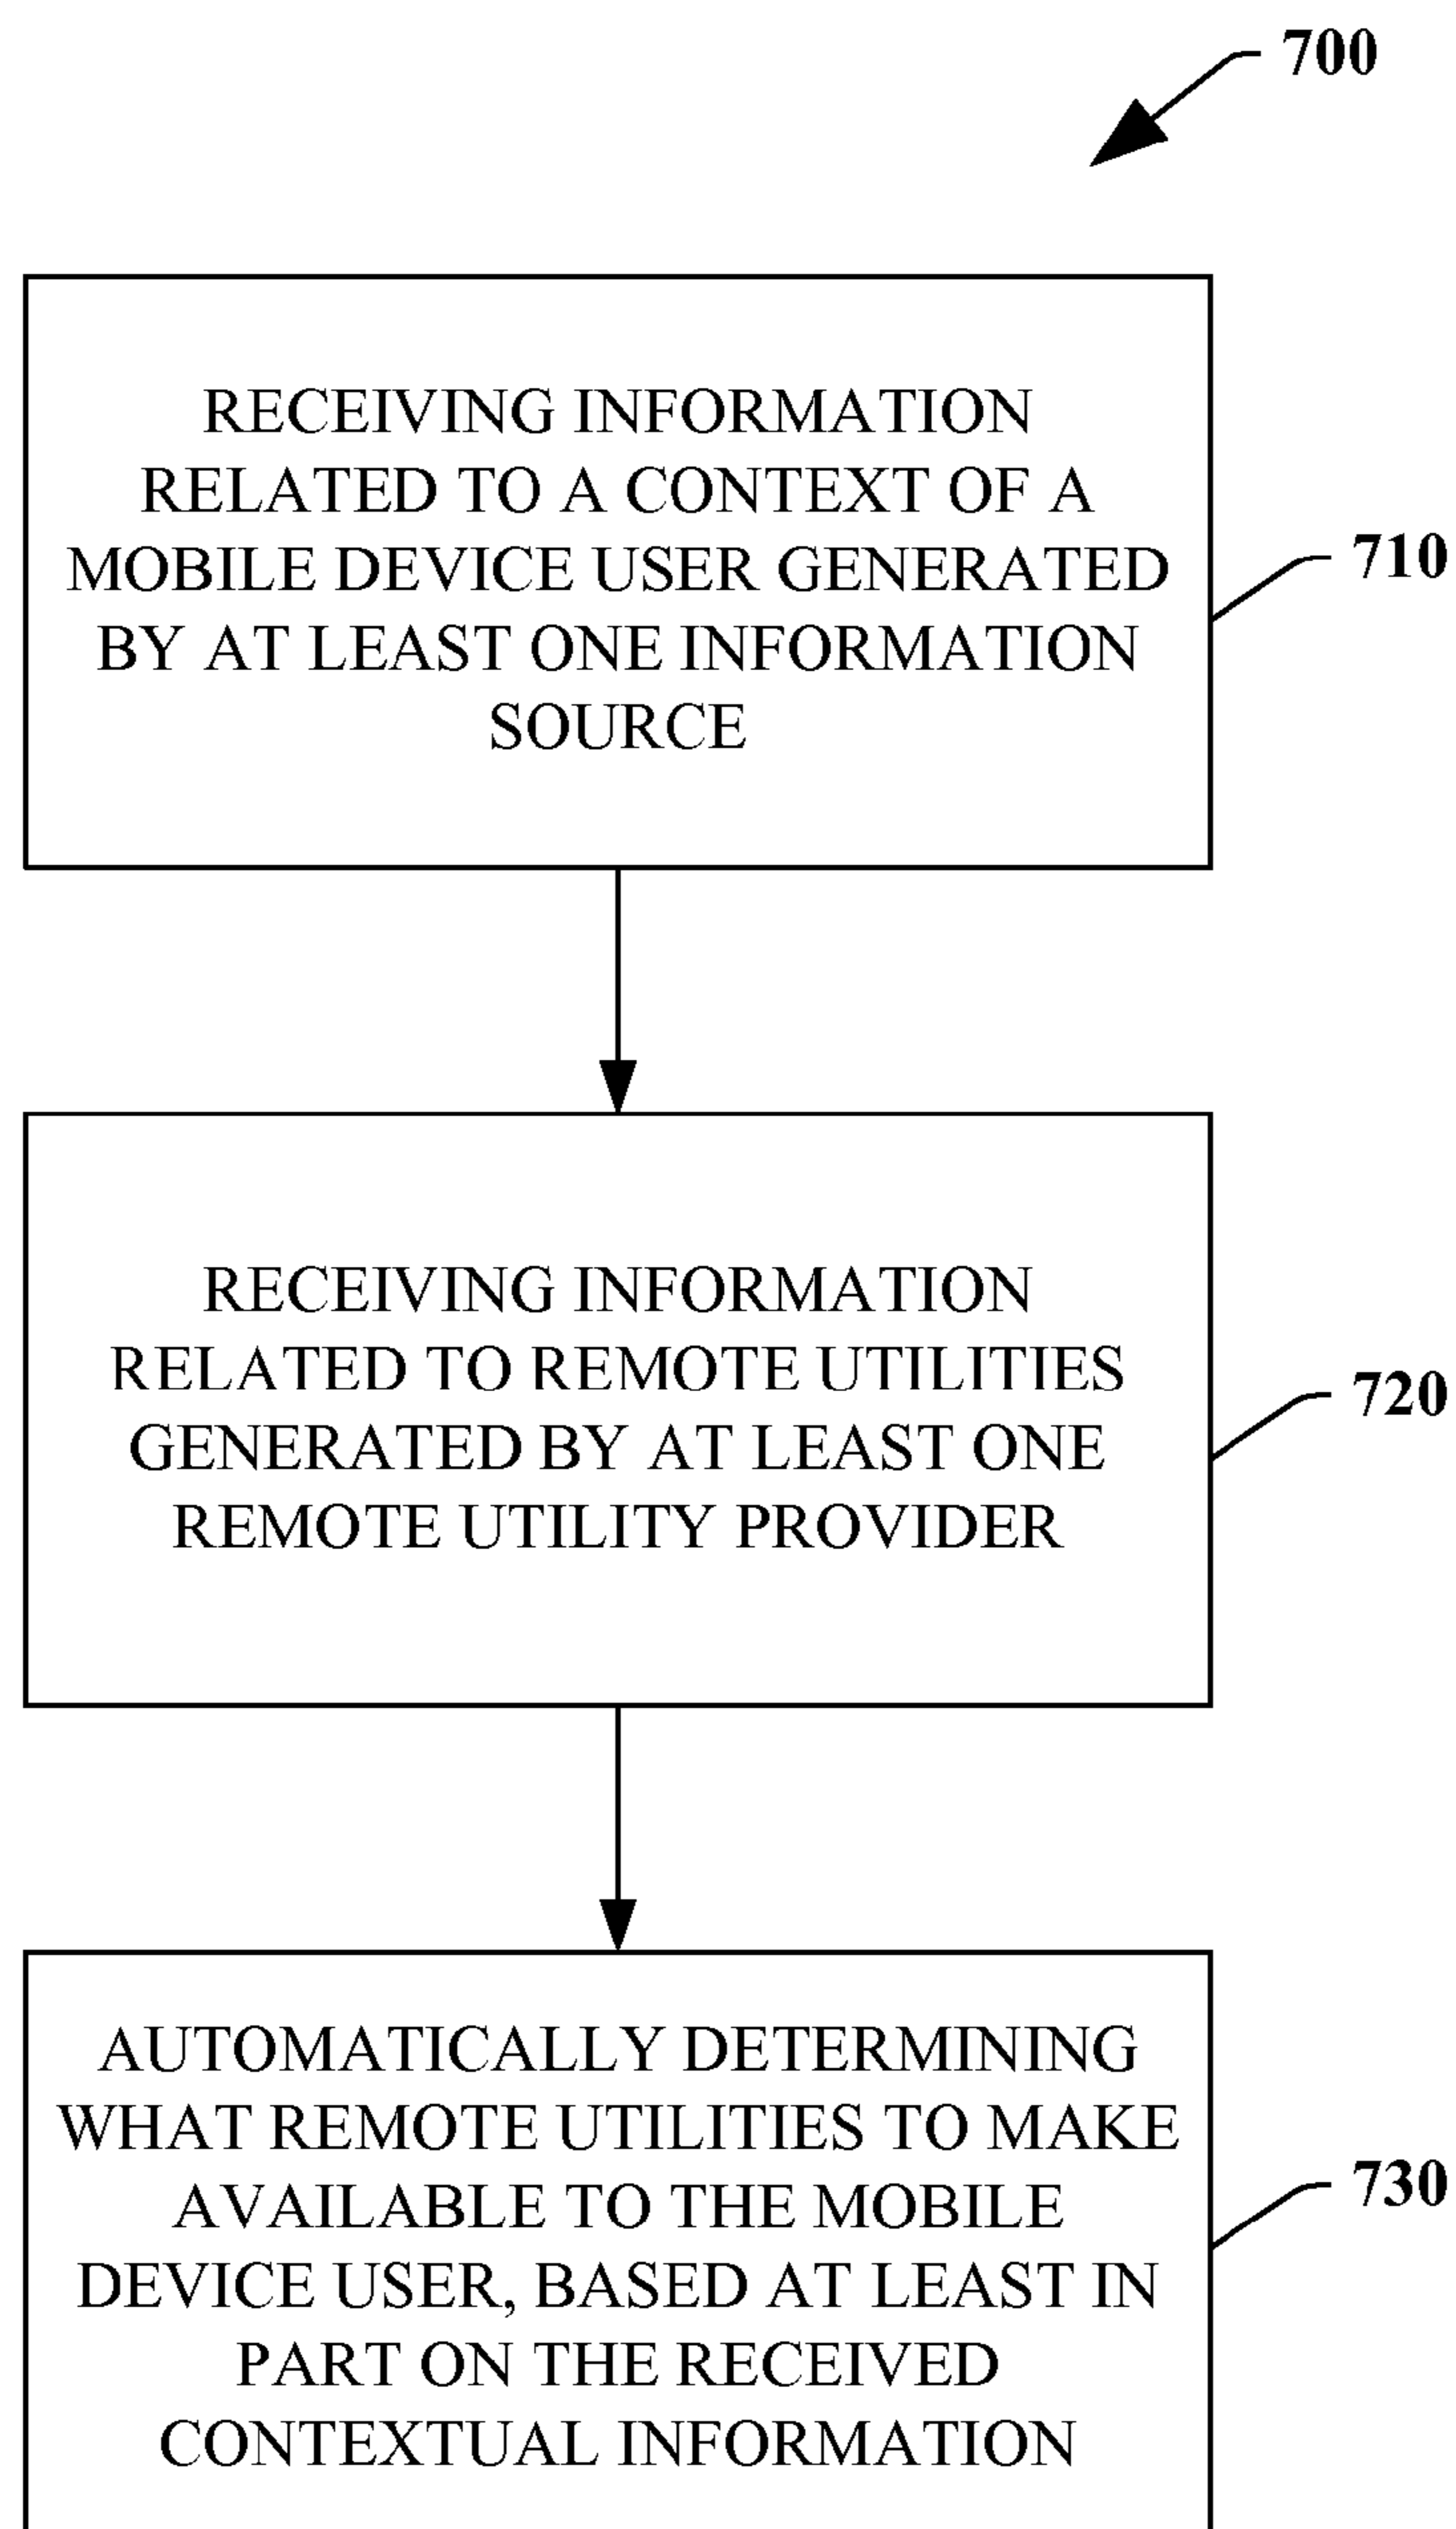 700
RECEIVING INFORMATION
RELATED TO A CONTEXT OF A
MOBILE DEVICE USER GENERATED
BY AT LEAST ONE INFORMATION
SOURCE
710
RECEIVING INFORMATION
RELATED TO REMOTE UTILITIES
GENERATED BY AT LEAST ONE
REMOTE UTILITY PROVIDER
720
AUTOMATICALLY DETERMINING
WHAT REMOTE UTILITIES TO MAKE
AVAILABLE TO THE MOBILE
DEVICE USER, BASED AT LEAST IN
PART ON THE RECEIVED
CONTEXTUAL INFORMATION
730